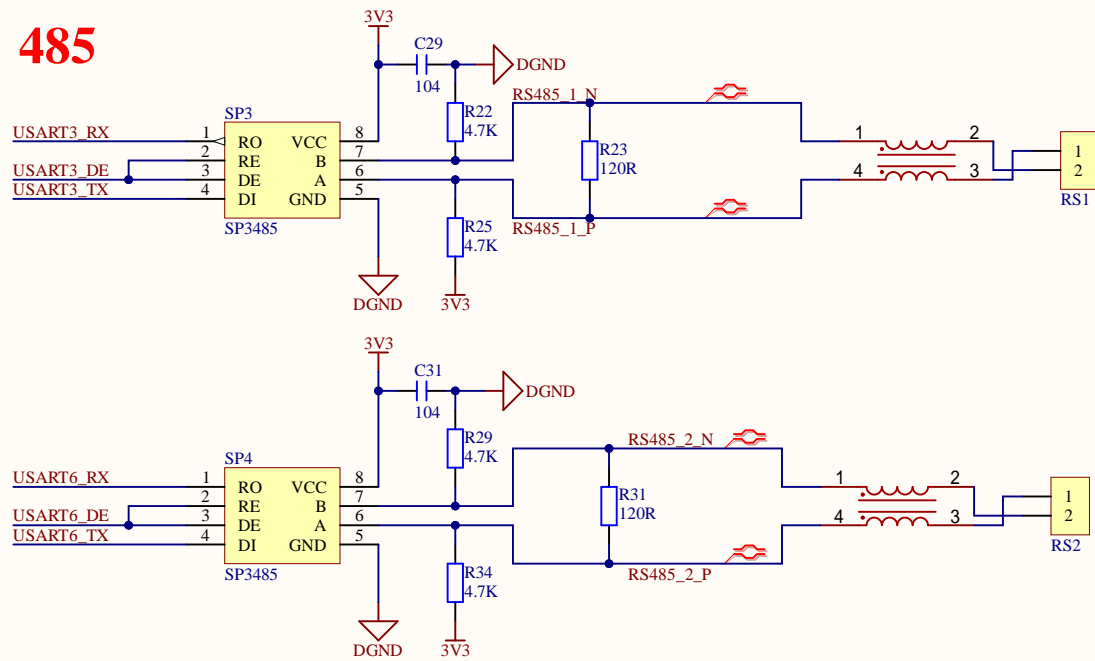 485
3V3
C29
104
DGND
R22
4.7K
RS485_1_N
SP3
USART3_RX
USART3_DE
USART3_TX
1
2
3
4
RO
RE
DE
DI
VCC
B
A
GND
8
7
6
5
SP3485
R23
120R
1
2
4
3
1
2
RS1
R25
4.7K
RS485_1_P
DGND
3V3
3V3
C31
104
DGND
R29
4.7K
RS485_2_N
SP4
USART6_RX
USART6_DE
USART6_TX
1
2
3
4
RO
RE
DE
DI
VCC
B
A
GND
8
7
6
5
SP3485
R31
120R
1
2
4
3
1
2
RS2
R34
4.7K
RS485_2_P
DGND
3V3